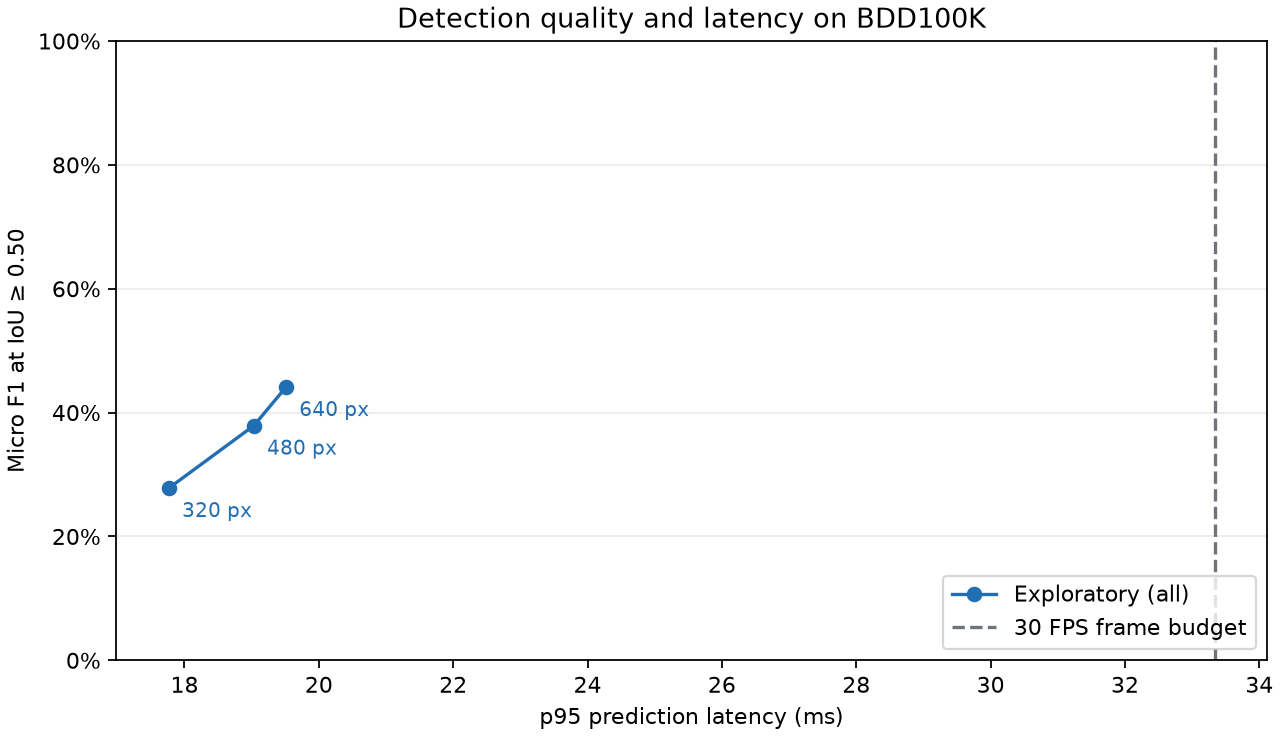 Detection quality and latency on BDD100K
Micro F1 at IoU ≥ 0.50
100%
80%
60%
40%
20%
0%
640 px
480 px
320 px
Exploratory (all)
30 FPS frame budget
18 20 22 24 26 28 30 32 34
p95 prediction latency (ms)